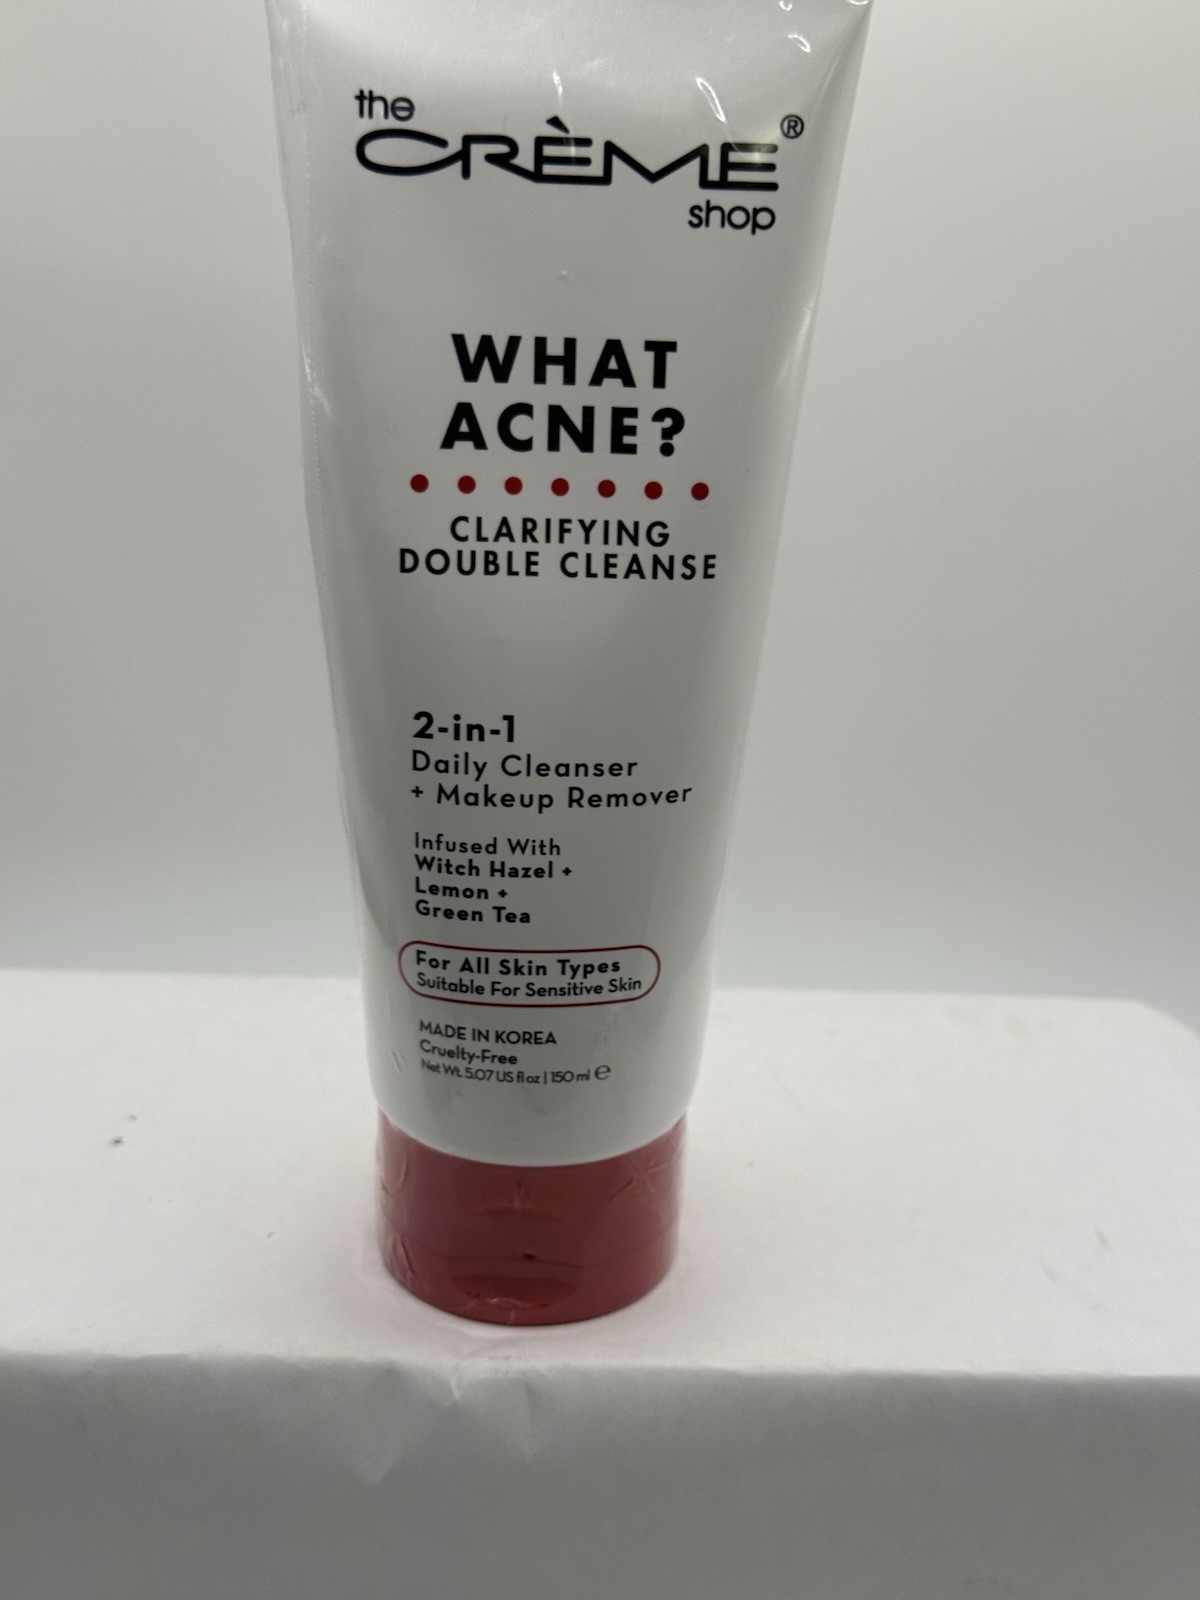 the
CRÈME®
shop
WHAT
ACNE?
CLARIFYING
DOUBLE CLEANSE
2-in-1
Daily Cleanser
+ Makeup Remover
Infused With
Witch Hazel +
Lemon +
Green Tea
For All Skin Types
Suitable For Sensitive Skin
MADE IN KOREA
Cruelty-Free
Net Wt. 5.07 US fl oz | 150 ml ℮